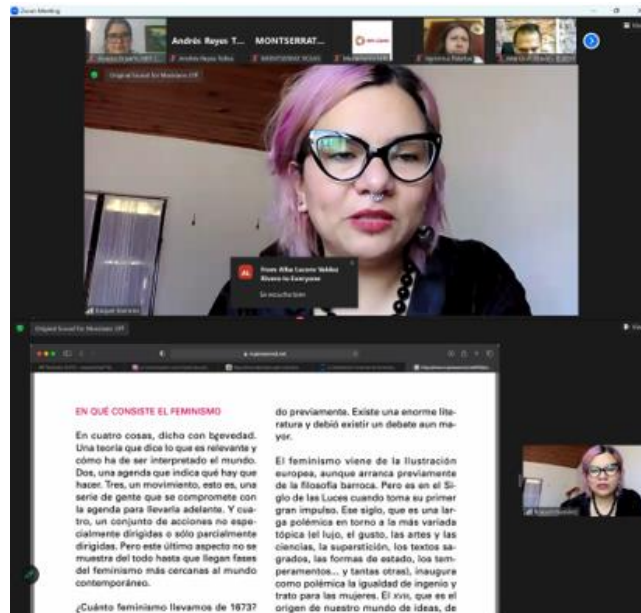 Zoom Meeting
Andrés Reyes T...
MONTSERRAT...
Andrés Reyes Tellez
MONTSERRAT ROJAS
Original Sound for Musicians: Off
From Alba Lucero Valdez
Alvaro to Everyone
AL
Se escucha bien
Original Sound for Musicians: Off
EN QUÉ CONSISTE EL FEMINISMO
En cuatro cosas, dicho con brevedad.
Una teoría que dice lo que es relevante y
cómo ha de ser interpretado el mundo.
Dos, una agenda que indica qué hay que
hacer. Tres, un movimiento, esto es, una
serie de gente que se compromete con
la agenda para llevarla adelante. Y cua-
tro, un conjunto de acciones no espe-
cialmente dirigidas o sólo parcialmente
dirigidas. Pero este último aspecto no se
muestra del todo hasta que llegan fases
del feminismo más cercanas al mundo
contemporáneo.
¿Cuánto feminismo llevamos de 1673?
do previamente. Existe una enorme lite-
ratura y debió existir un debate aun ma-
yor.
El feminismo viene de la Ilustración
europea, aunque arranca previamente
de la filosofía barroca. Pero es en el Si-
glo de las Luces cuando toma su primer
gran impulso. Ese siglo, que es una lar-
ga polémica en torno a la más variada
tópica (el lujo, el gusto, las artes y las
ciencias, la superstición, los textos sa-
grados, las formas de estado, los tem-
peramentos... y tantas otras), inaugura
como polémica la igualdad de ingenio y
trato para las mujeres. El XVIII, que es el
origen de nuestro mundo de ideas, de